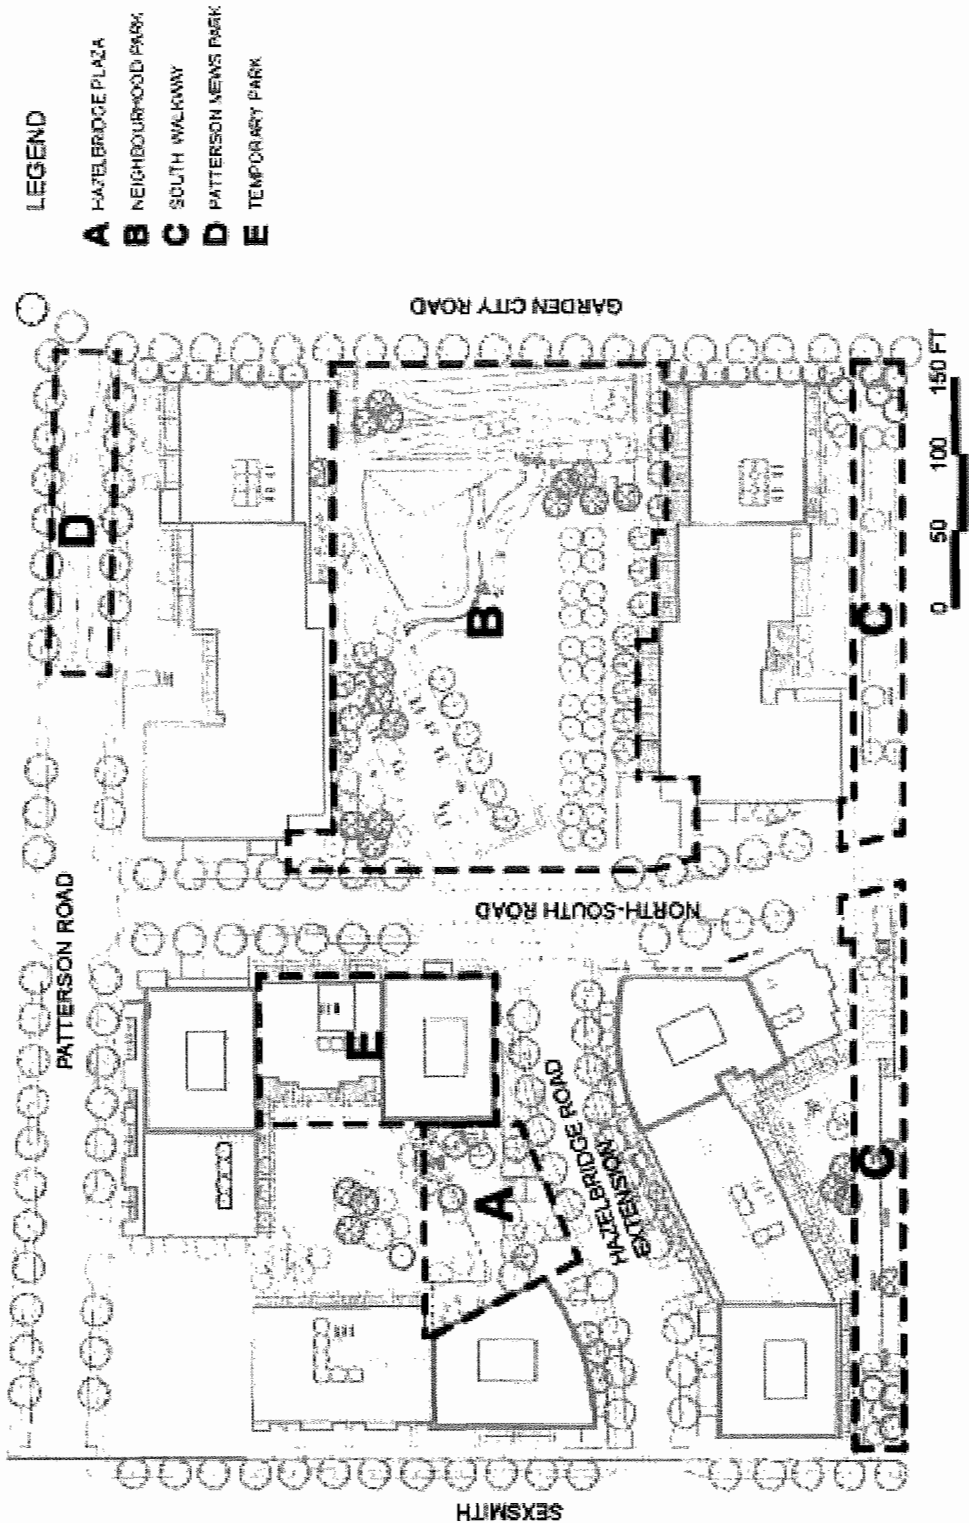 LEGEND
A HAZELBRIDGE PLAZA
B NEIGHBOURHOOD PARK
C SOUTH WALKWAY
D PATTERSON MEWS PARK
E TEMPORARY PARK
PATTERSON ROAD
D
GARDEN CITY ROAD
B
NORTH-SOUTH ROAD
E
A
HAZELBRIDGE ROAD
EXTENSION
SEXSMITH
C
C
0 50 100 150 FT